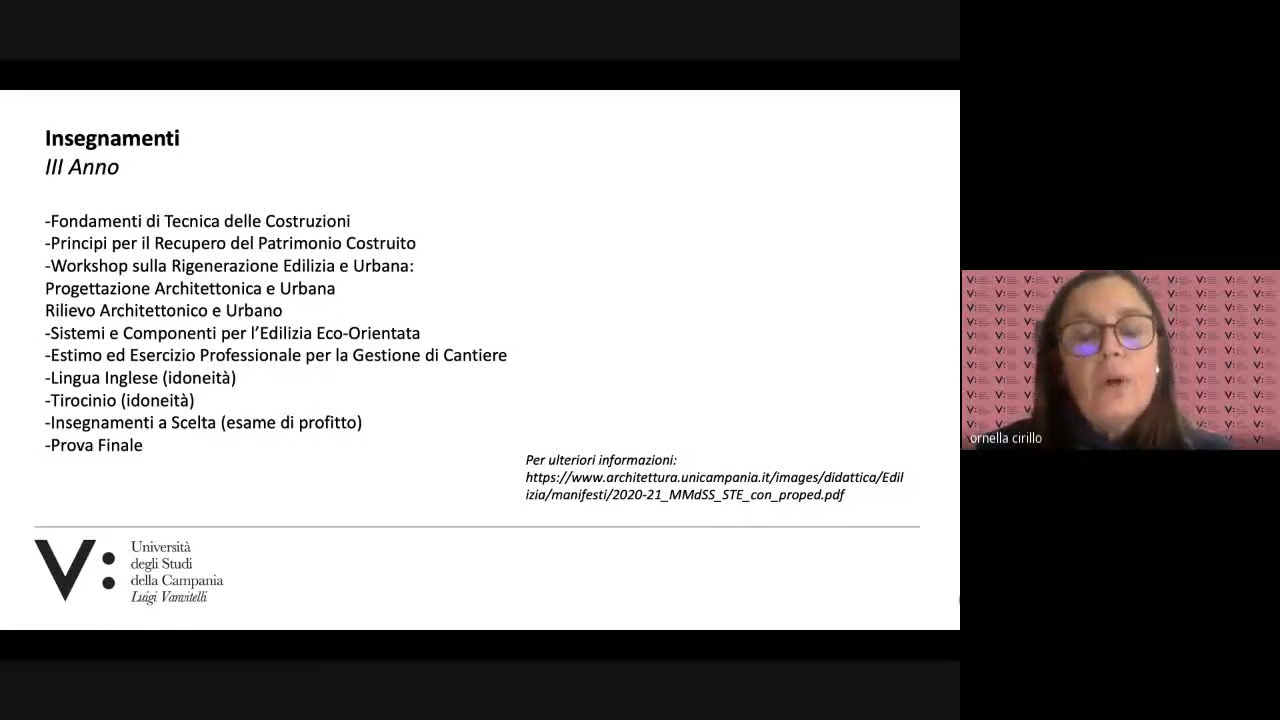 Insegnamenti
III Anno
-Fondamenti di Tecnica delle Costruzioni
-Principi per il Recupero del Patrimonio Costruito
-Workshop sulla Rigenerazione Edilizia e Urbana:
Progettazione Architettonica e Urbana
Rilievo Architettonico e Urbano
-Sistemi e Componenti per l’Edilizia Eco-Orientata
-Estimo ed Esercizio Professionale per la Gestione di Cantiere
-Lingua Inglese (idoneità)
-Tirocinio (idoneità)
-Insegnamenti a Scelta (esame di profitto)
-Prova Finale
Per ulteriori informazioni:
https://www.architettura.unicampania.it/images/didattica/Edil
izia/manifesti/2020-21_MMdSS_STE_con_proped.pdf
V:
Università
degli Studi
della Campania
Luigi Vanvitelli
ornella cirillo